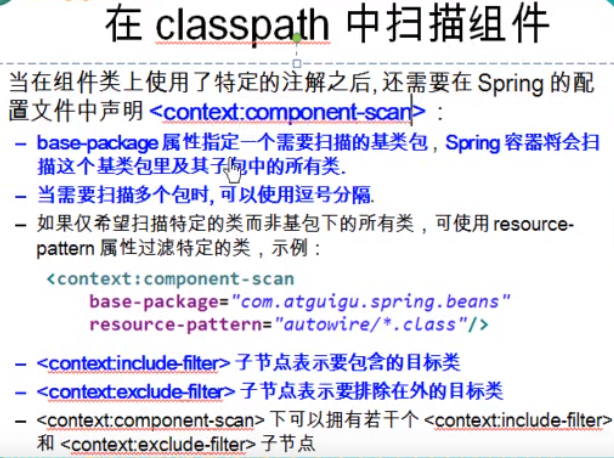 在 classpath 中扫描组件
当在组件类上使用了特定的注解之后, 还需要在 Spring 的配
置文件中声明 <context:component-scan> ：
– base-package 属性指定一个需要扫描的基类包，Spring 容器将会扫
描这个基类包里及其子包中的所有类.
– 当需要扫描多个包时, 可以使用逗号分隔.
– 如果仅希望扫描特定的类而非基包下的所有类，可使用 resource-
pattern 属性过滤特定的类，示例：
<context:component-scan
base-package="com.atguigu.spring.beans"
resource-pattern="autowire/*.class"/>
– <context:include-filter> 子节点表示要包含的目标类
– <context:exclude-filter> 子节点表示要排除在外的目标类
– <context:component-scan> 下可以拥有若干个 <context:include-filter>
和 <context:exclude-filter> 子节点